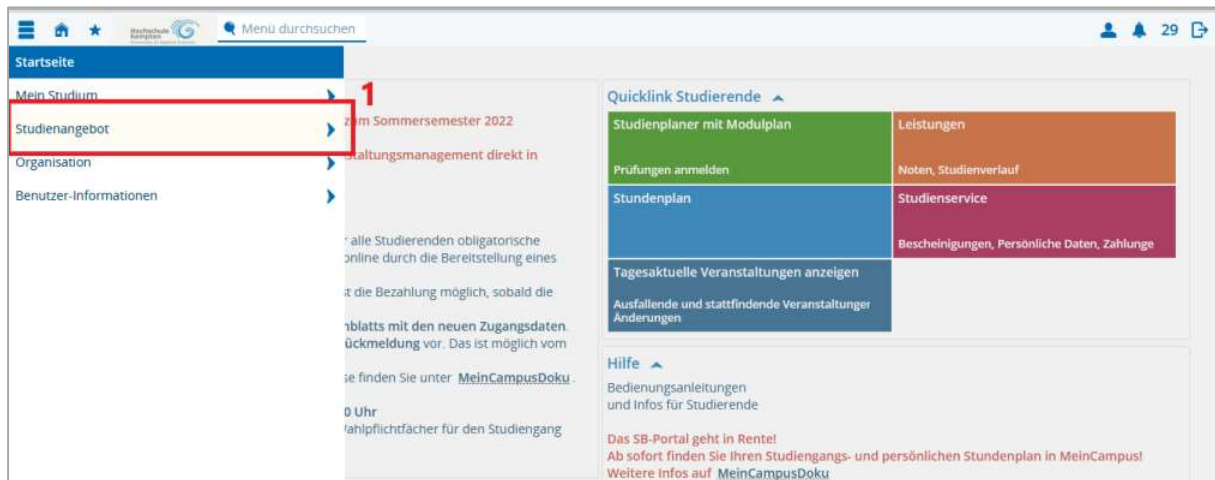 Hochschule
Kempten
Menü durchsuchen
29
Startseite
Mein Studium
Studienangebot
Organisation
Benutzer-Informationen
1
zum Sommersemester 2022
staltungsmanagement direkt in
r alle Studierenden obligatorische
online durch die Bereitstellung eines
st die Bezahlung möglich, sobald die
nblatts mit den neuen Zugangsdaten.
ückmeldung vor. Das ist möglich vom
se finden Sie unter MeinCampusDoku .
0 Uhr
Wahlpflichtfächer für den Studiengang
Quicklink Studierende
Studienplaner mit Modulplan
Prüfungen anmelden
Leistungen
Noten, Studienverlauf
Stundenplan
Studienservice
Bescheinigungen, Persönliche Daten, Zahlunge
Tagesaktuelle Veranstaltungen anzeigen
Ausfallende und stattfindende Veranstaltunger
Änderungen
Hilfe
Bedienungsanleitungen
und Infos für Studierende
Das SB-Portal geht in Rente!
Ab sofort finden Sie Ihren Studiengangs- und persönlichen Stundenplan in MeinCampus!
Weitere Infos auf MeinCampusDoku